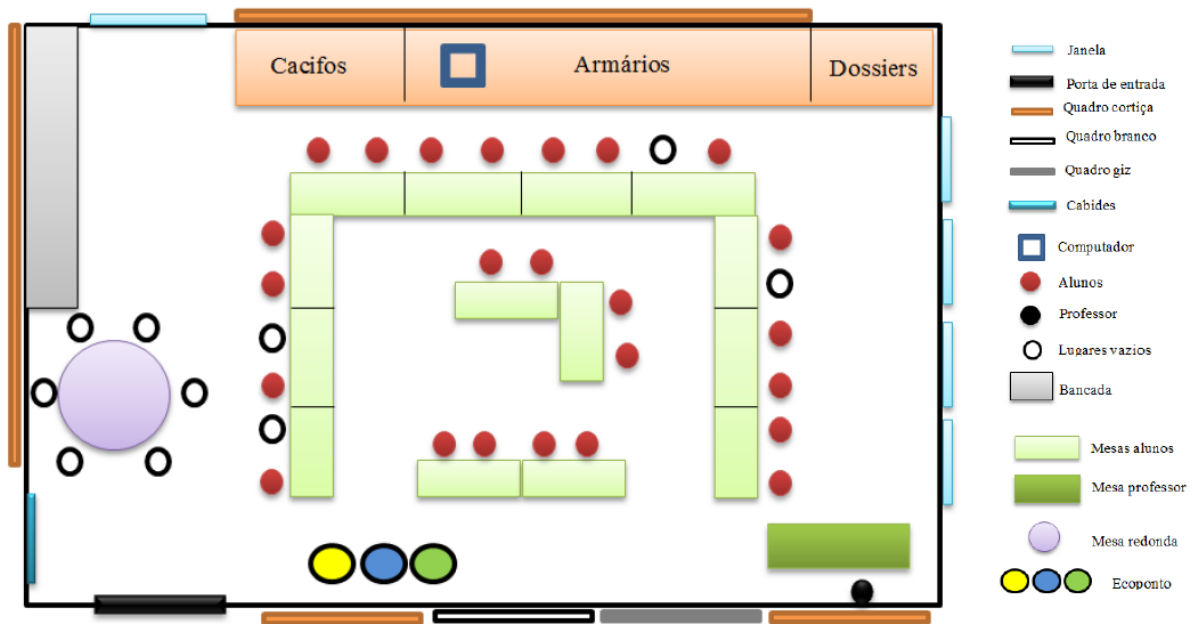 Cacifos
Armários
Dossiers
Janela
Porta de entrada
Quadro cortiça
Quadro branco
Quadro giz
Cabides
Computador
Alunos
Professor
Lugares vazios
Bancada
Mesas alunos
Mesa professor
Mesa redonda
Ecoponto